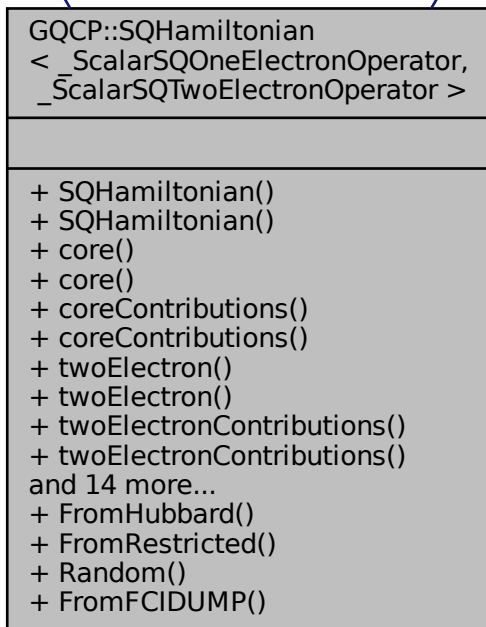 GQCP::SQHamiltonian
< _ScalarSQOneElectronOperator,
_ScalarSQTwoElectronOperator >
+ SQHamiltonian()
+ SQHamiltonian()
+ core()
+ core()
+ coreContributions()
+ coreContributions()
+ twoElectron()
+ twoElectron()
+ twoElectronContributions()
+ twoElectronContributions()
and 14 more...
+ FromHubbard()
+ FromRestricted()
+ Random()
+ FromFCIDUMP()